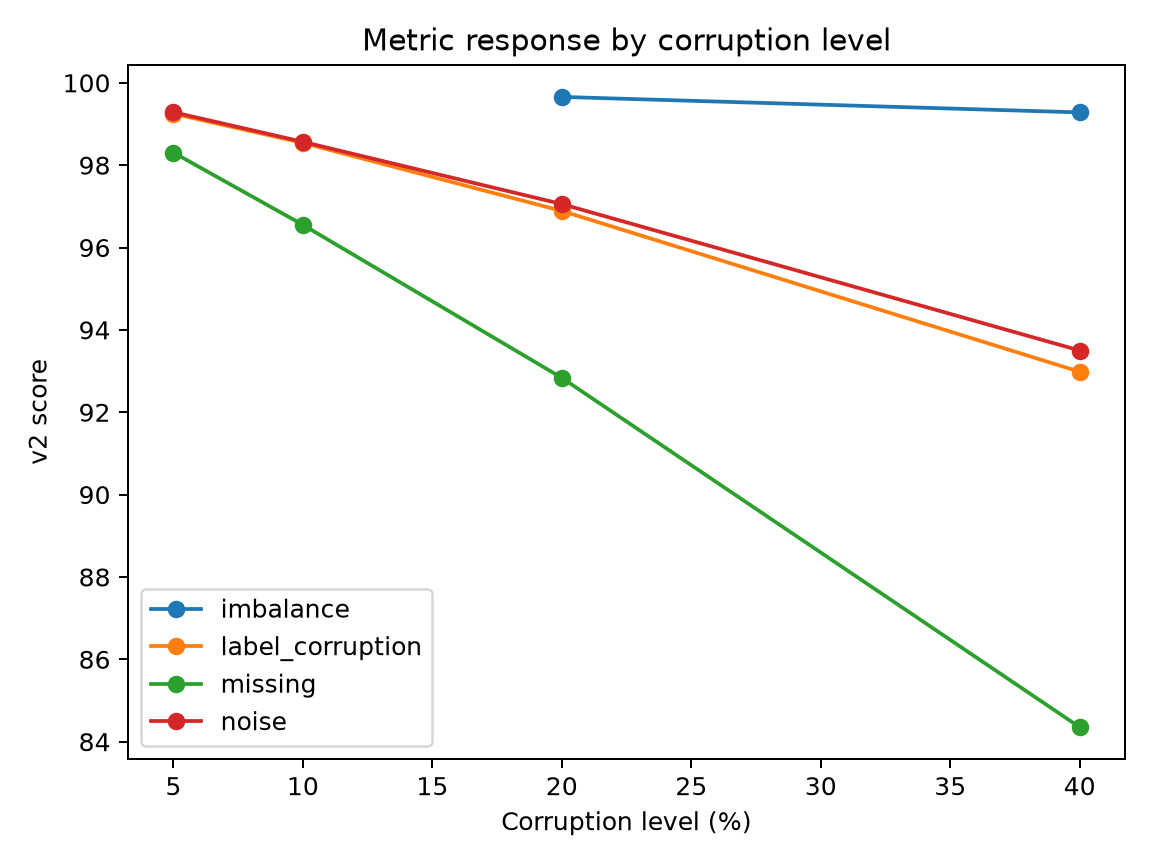 Metric response by corruption level
v2 score
100
98
96
94
92
90
88
86
84
imbalance
label_corruption
missing
noise
5 10 15 20 25 30 35 40
Corruption level (%)